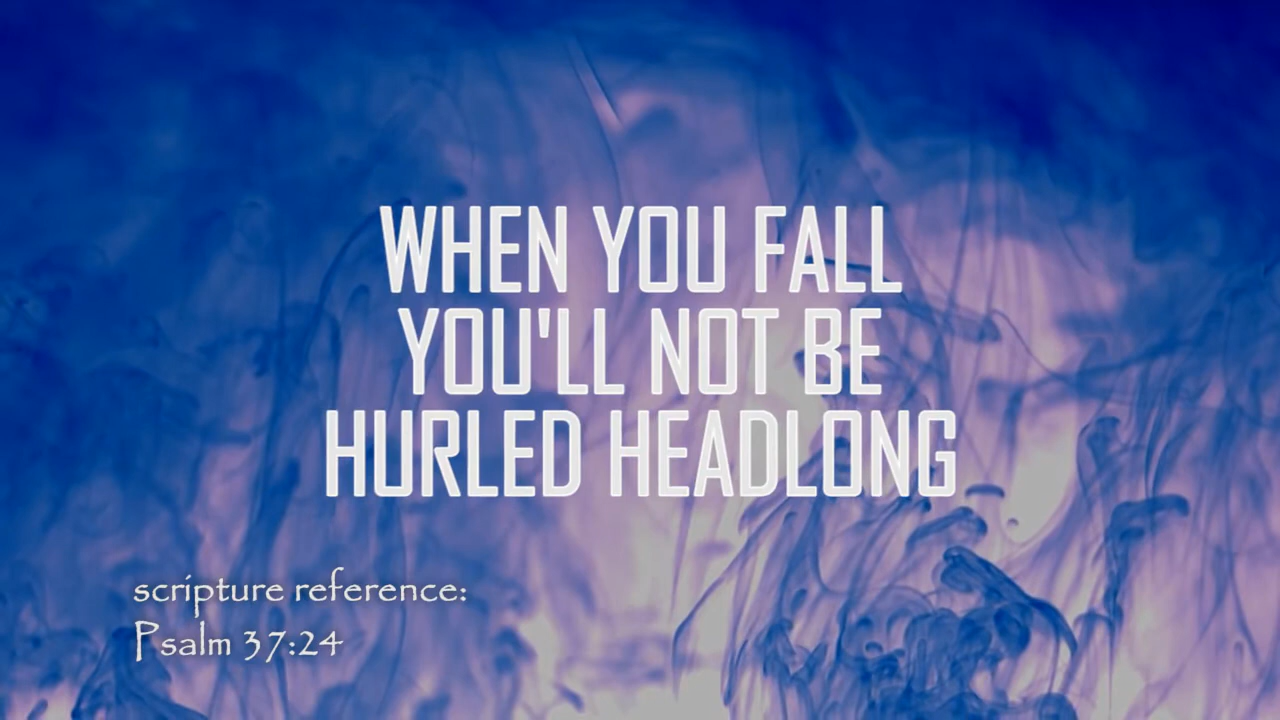 WHEN YOU FALL
YOU'LL NOT BE
HURLED HEADLONG
scripture reference:
Psalm 37:24